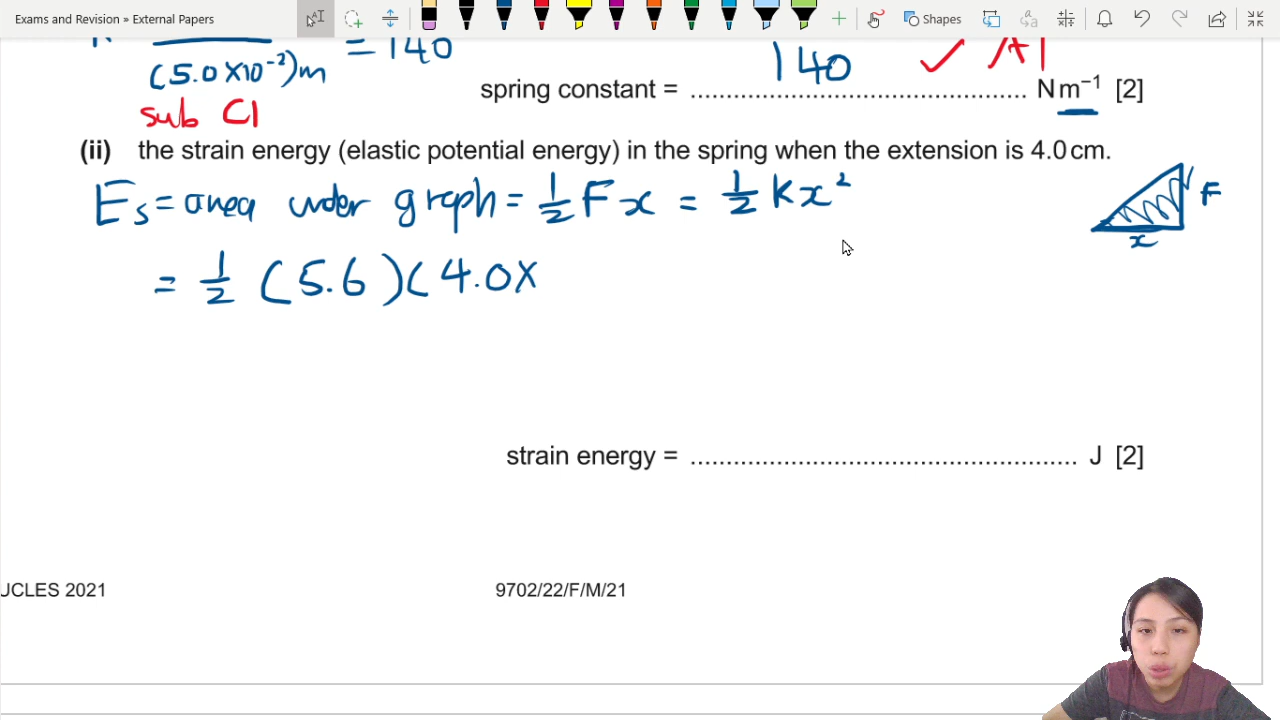 Exams and Revision » External Papers
Shapes
(5.0×10⁻²)m
= 140
140 ✓ A1
spring constant = ............................................... N m⁻¹ [2]
sub C1
(ii) the strain energy (elastic potential energy) in the spring when the extension is 4.0 cm.
Es = area under graph = ½ F x = ½ K x²
F
x
= ½ (5.6)(4.0×
strain energy = ...................................................... J [2]
UCLES 2021
9702/22/F/M/21